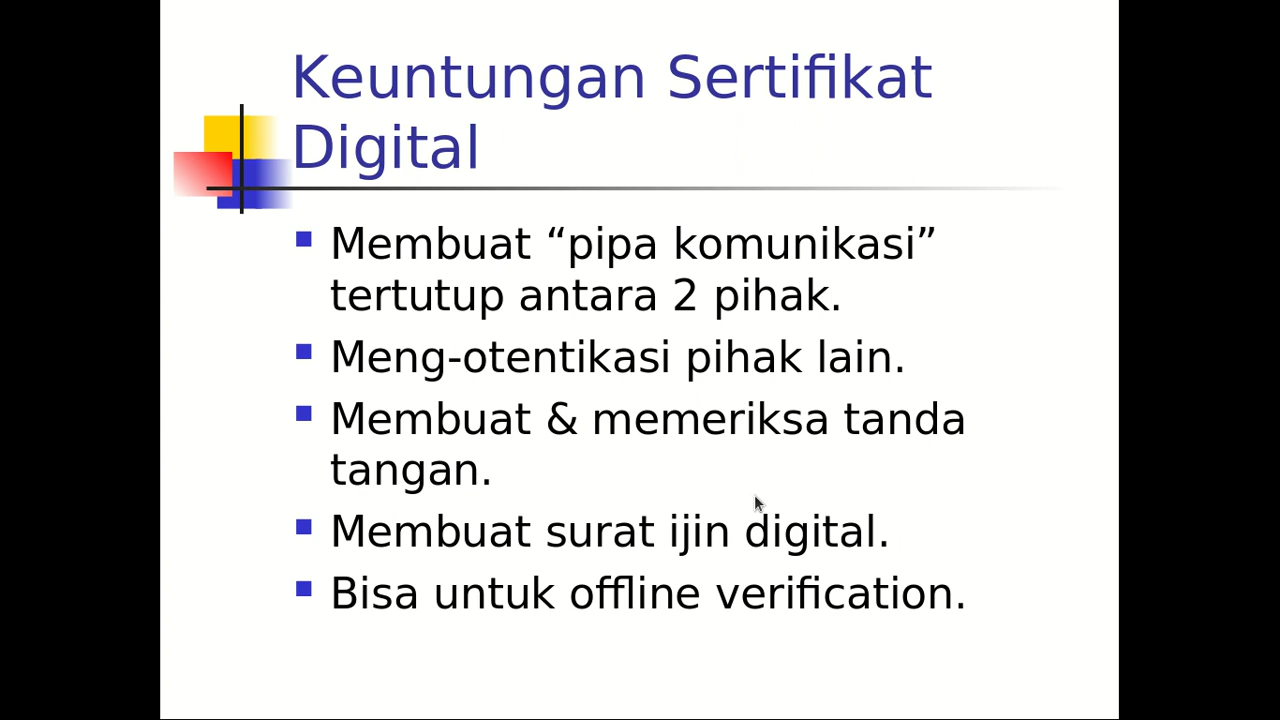 Keuntungan Sertifikat
Digital
Membuat “pipa komunikasi”
tertutup antara 2 pihak.
Meng-otentikasi pihak lain.
Membuat & memeriksa tanda
tangan.
Membuat surat ijin digital.
Bisa untuk offline verification.